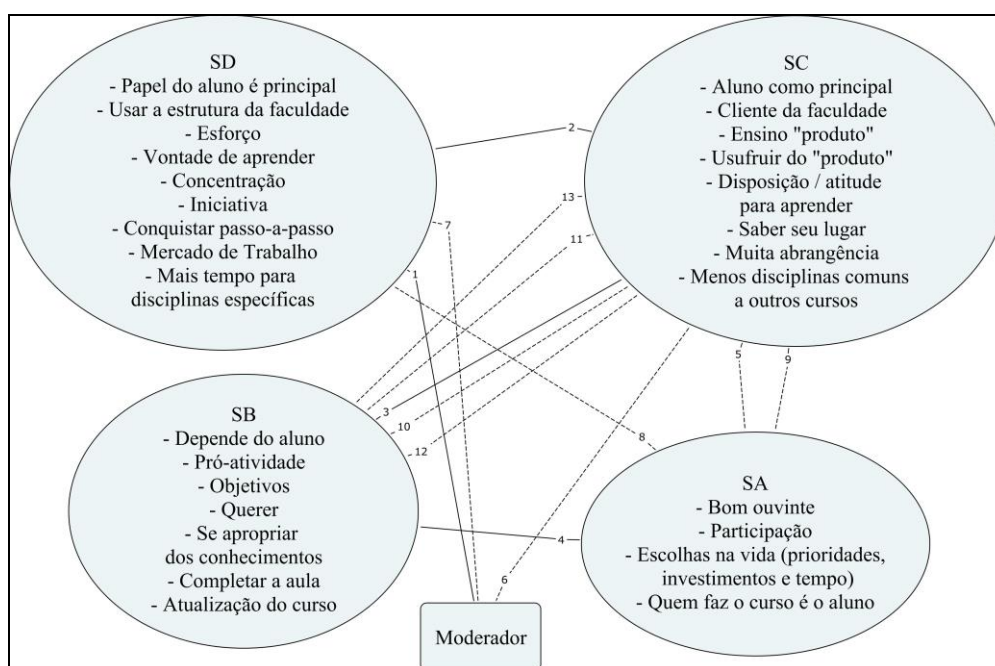 SD
- Papel do aluno é principal
- Usar a estrutura da faculdade
- Esforço
- Vontade de aprender
- Concentração
- Iniciativa
- Conquistar passo-a-passo
- Mercado de Trabalho
- Mais tempo para
disciplinas específicas
SC
- Aluno como principal
- Cliente da faculdade
- Ensino "produto"
- Usufruir do "produto"
- Disposição / atitude
para aprender
- Saber seu lugar
- Muita abrangência
- Menos disciplinas comuns
a outros cursos
2
13
7
11
1
5
9
3
10
8
12
4
6
SB
- Depende do aluno
- Pró-atividade
- Objetivos
- Querer
- Se apropriar
dos conhecimentos
- Completar a aula
- Atualização do curso
SA
- Bom ouvinte
- Participação
- Escolhas na vida (prioridades,
investimentos e tempo)
- Quem faz o curso é o aluno
Moderador